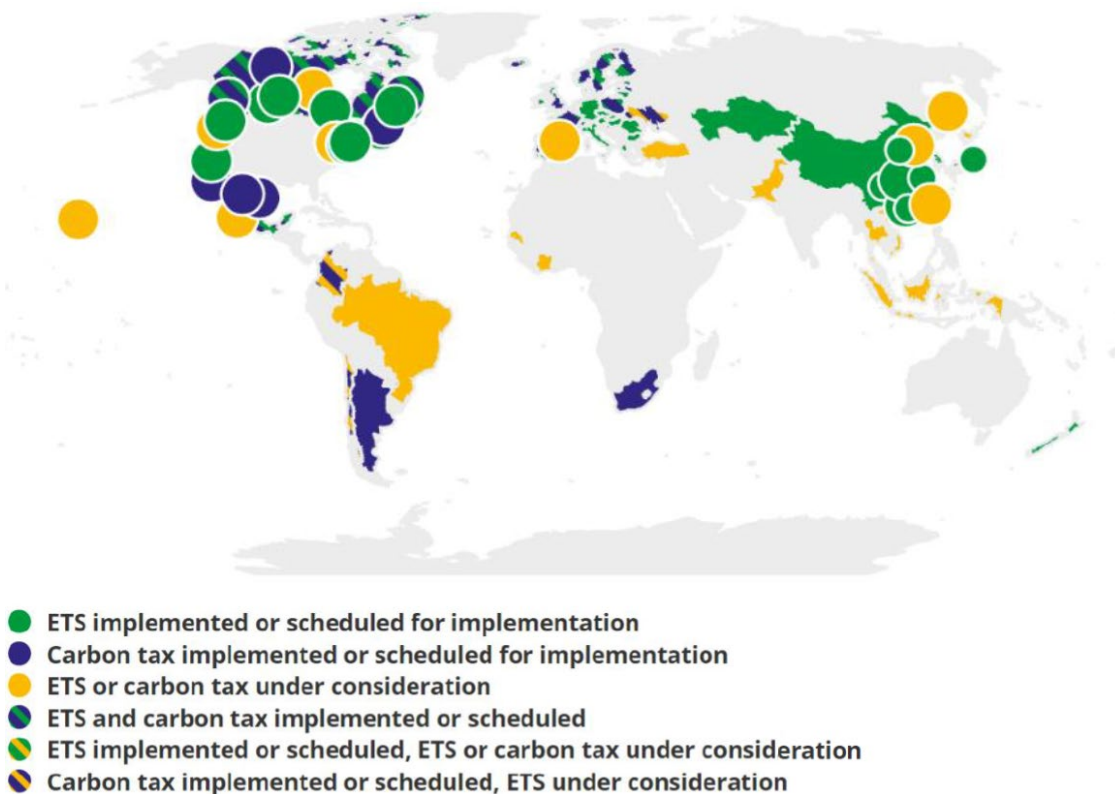 ETS implemented or scheduled for implementation
Carbon tax implemented or scheduled for implementation
ETS or carbon tax under consideration
ETS and carbon tax implemented or scheduled
ETS implemented or scheduled, ETS or carbon tax under consideration
Carbon tax implemented or scheduled, ETS under consideration